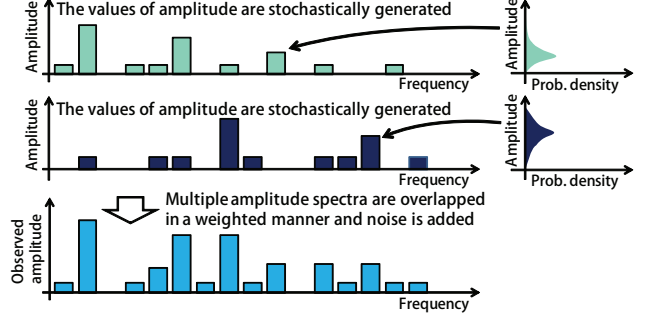 The values of amplitude are stochastically generated
Amplitude
Frequency
Amplitude
Prob. density
The values of amplitude are stochastically generated
Amplitude
Frequency
Amplitude
Prob. density
Multiple amplitude spectra are overlapped
in a weighted manner and noise is added
Observed
amplitude
Frequency